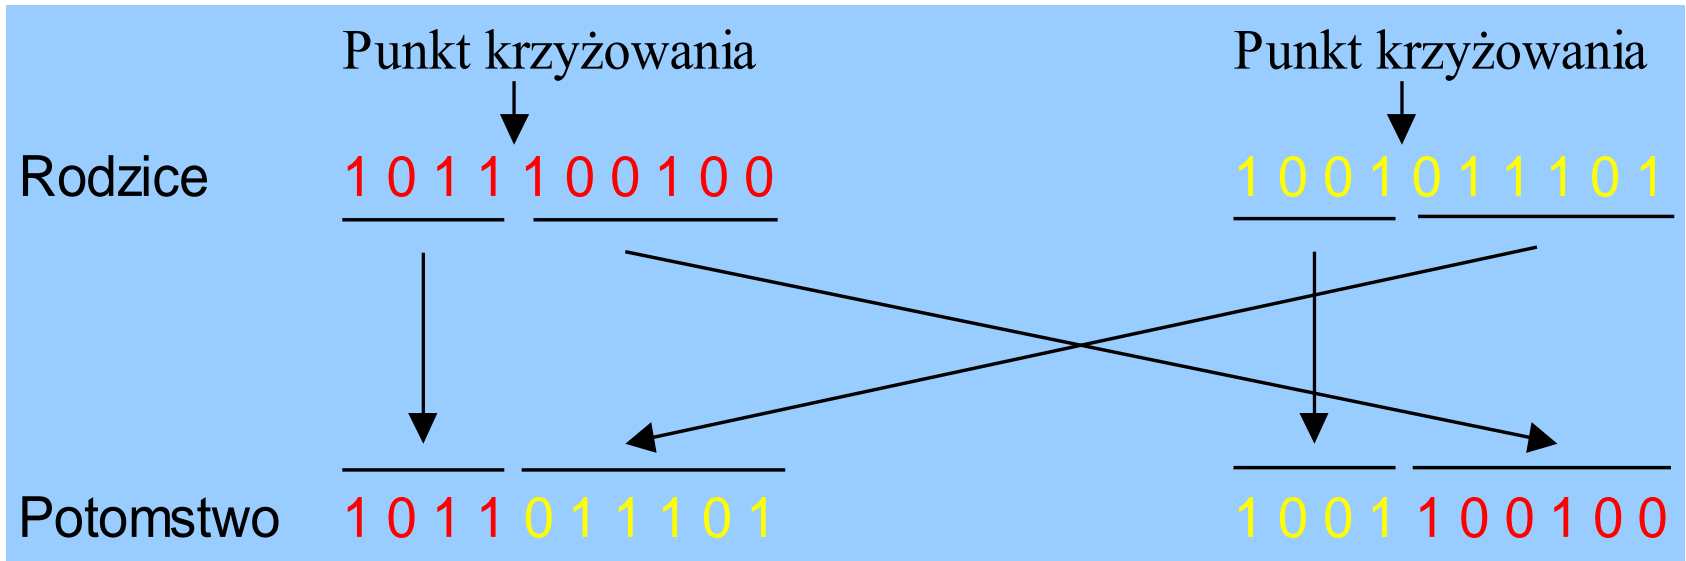 Punkt krzyżowania Punkt krzyżowania
Rodzice 1 0 1 1 1 0 0 1 0 0 1 0 0 1 0 1 1 1 0 1
Potomstwo 1 0 1 1 0 1 1 1 0 1 1 0 0 1 1 0 0 1 0 0